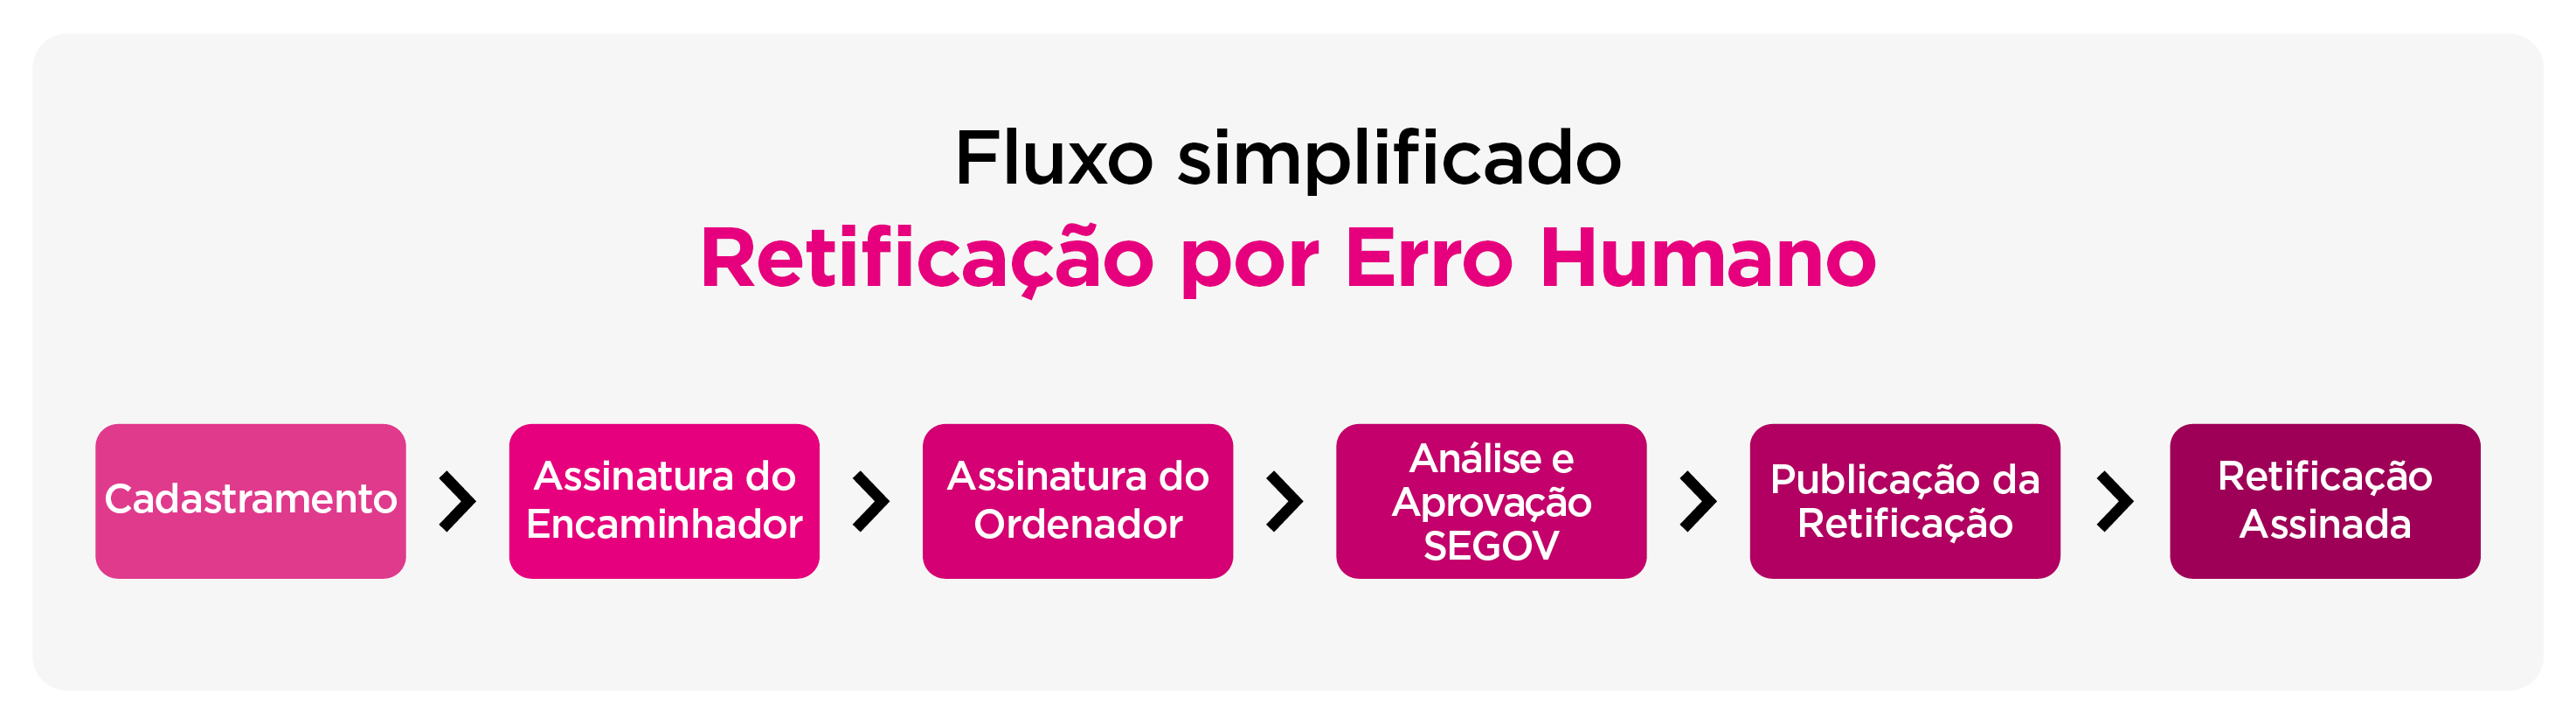 Fluxo simplificado
Retificação por Erro Humano
Cadastramento
Assinatura do
Encaminhador
Assinatura do
Ordenador
Análise e
Aprovação
SEGOV
Publicação da
Retificação
Retificação
Assinada